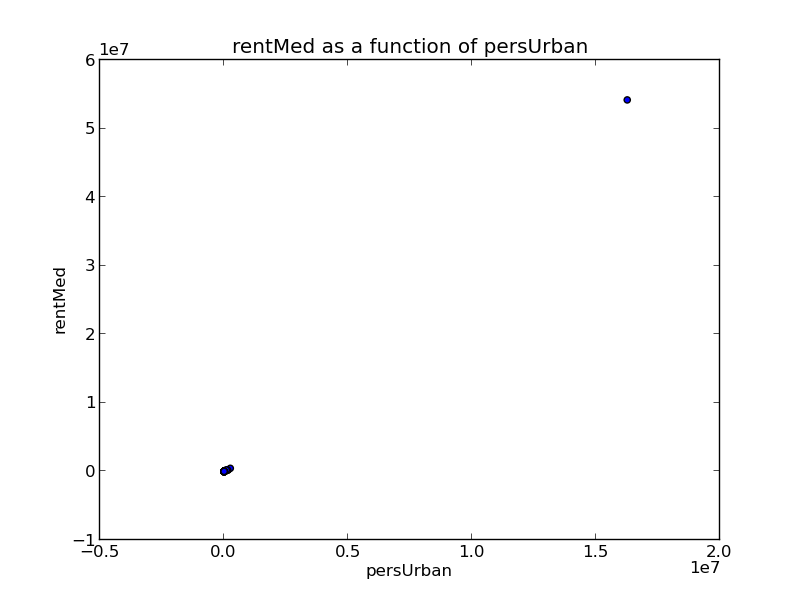 rentMed as a function of persUrban
1e7
6
5
4
3
2
1
0
−1
rentMed
−0.5 0.0 0.5 1.0 1.5 2.0
1e7
persUrban